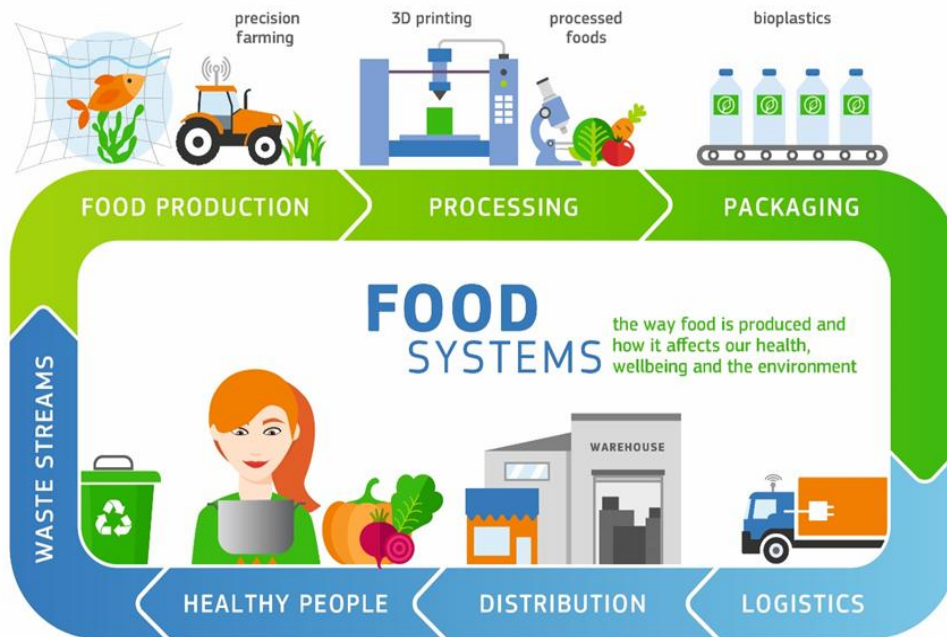 precision
farming
3D printing
processed
foods
bioplastics
FOOD PRODUCTION
PROCESSING
PACKAGING
FOOD
SYSTEMS
the way food is produced and
how it affects our health,
wellbeing and the environment
WASTE STREAMS
WAREHOUSE
HEALTHY PEOPLE
DISTRIBUTION
LOGISTICS